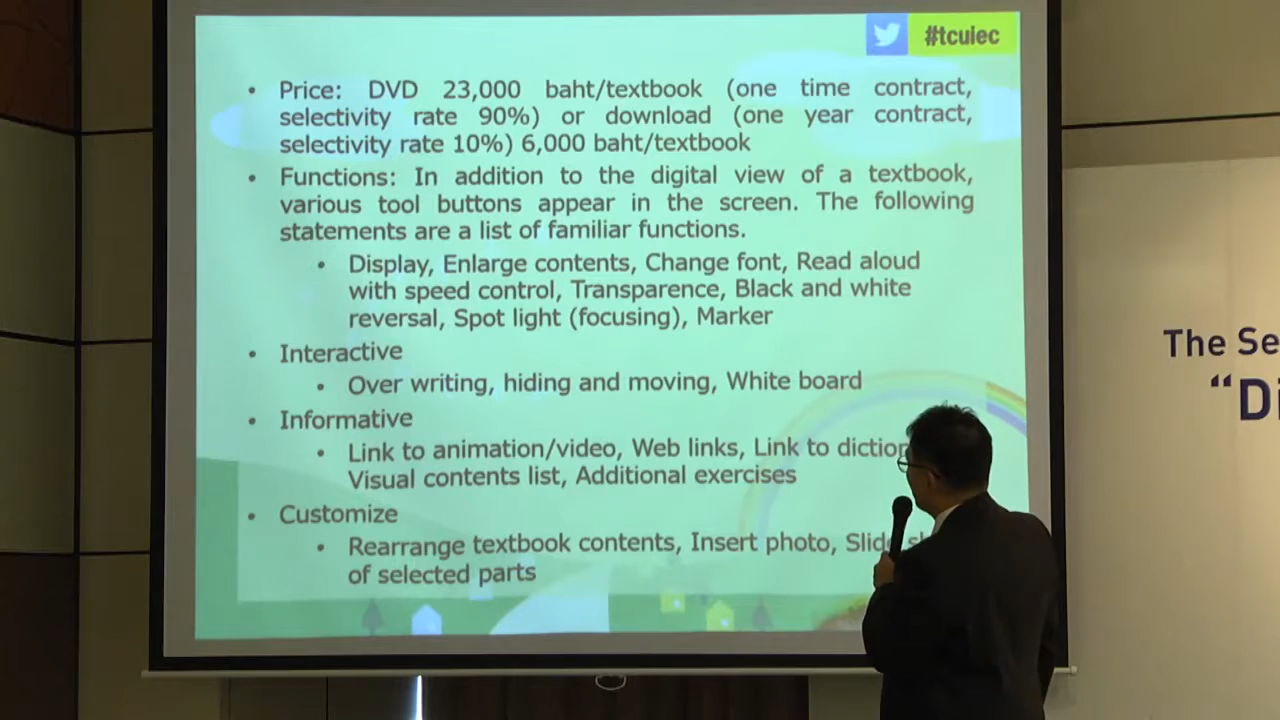 #tcuiec
• Price: DVD 23,000 baht/textbook (one time contract,
selectivity rate 90%) or download (one year contract,
selectivity rate 10%) 6,000 baht/textbook
• Functions: In addition to the digital view of a textbook,
various tool buttons appear in the screen. The following
statements are a list of familiar functions.
• Display, Enlarge contents, Change font, Read aloud
with speed control, Transparence, Black and white
reversal, Spot light (focusing), Marker
• Interactive
• Over writing, hiding and moving, White board
• Informative
• Link to animation/video, Web links, Link to
Visual contents list, Additional exercises
• Customize
• Rearrange textbook contents, Insert photo,
of selected parts
The Se
“Di